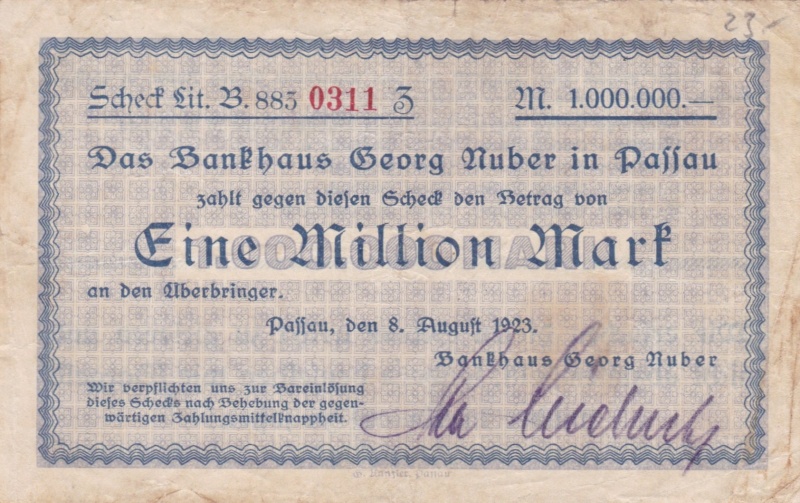 23.-
Scheck Lit. B. 885 0311 Z M. 1.000.000.—
Das Bankhaus Georg Nuber in Passau
zahlt gegen diesen Scheck den Betrag von
Eine Million Mark
an den Überbringer.
Passau, den 8. August 1923.
Bankhaus Georg Nuber
Wir verpflichten uns zur Bareinlösung
dieses Schecks nach Behebung der gegen-
wärtigen Zahlungsmittelknappheit.
Passau